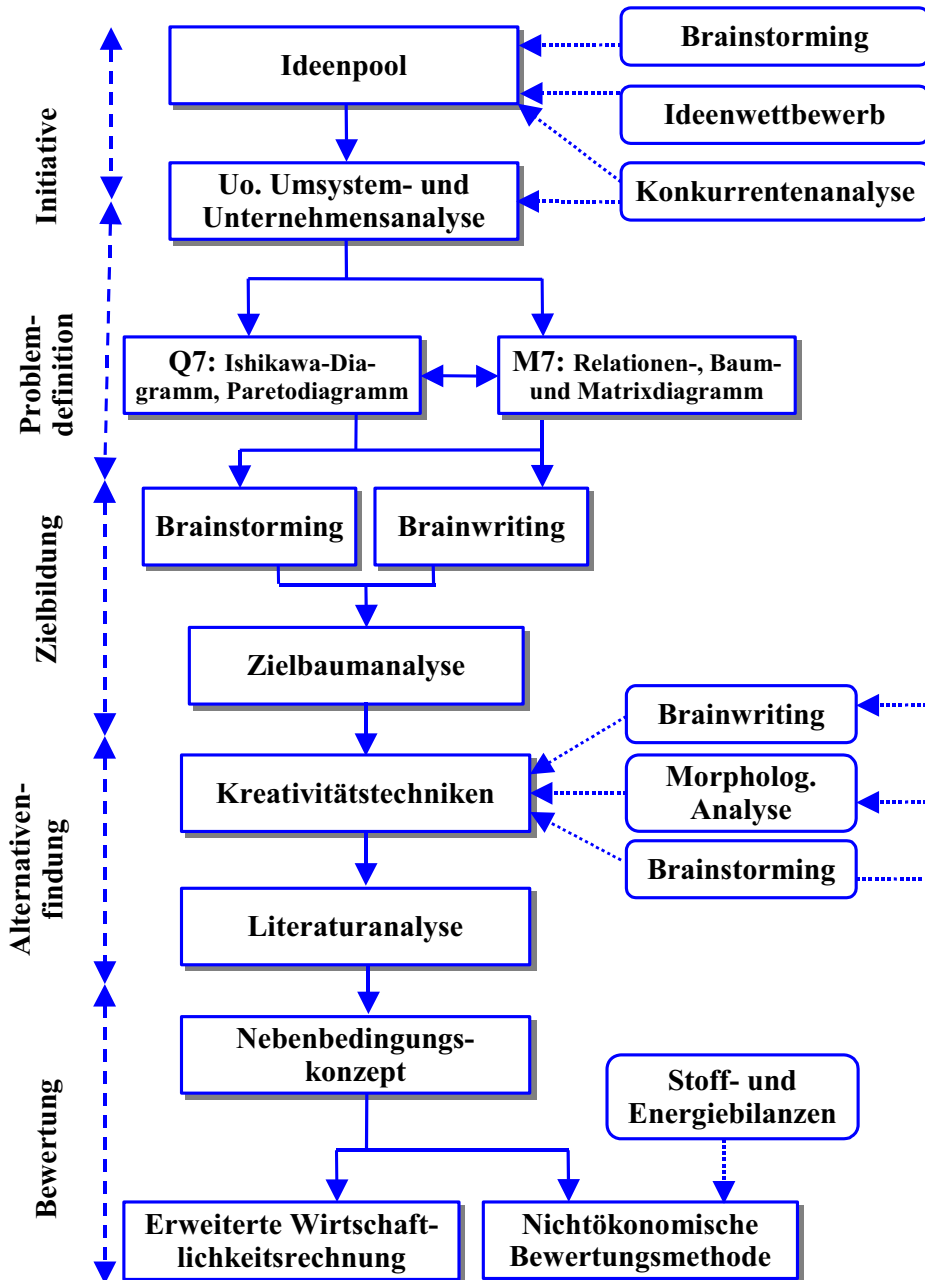 Initiative
Ideenpool
Brainstorming
Ideenwettbewerb
Konkurrentenanalyse
Uo. Umsystem- und
Unternehmensanalyse
Problem-
definition
Q7: Ishikawa-Dia-
gramm, Paretodiagramm
M7: Relationen-, Baum-
und Matrixdiagramm
Zielbildung
Brainstorming
Brainwriting
Zielbaumanalyse
Alternativen-
findung
Kreativitätstechniken
Brainwriting
Morpholog.
Analyse
Brainstorming
Literaturanalyse
Bewertung
Nebenbedingungs-
konzept
Stoff- und
Energiebilanzen
Erweiterte Wirtschaft-
lichkeitsrechnung
Nichtökonomische
Bewertungsmethode